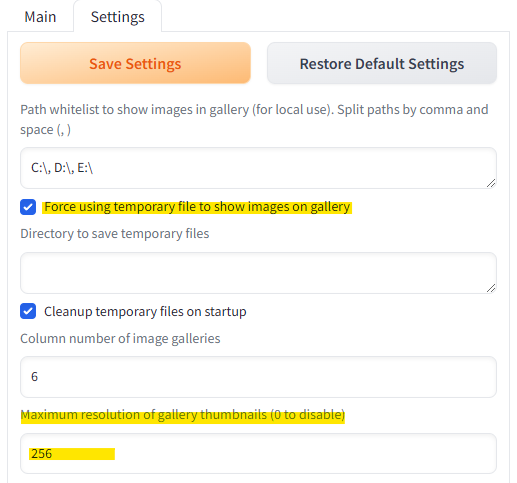 Main Settings
Save Settings Restore Default Settings
Path whitelist to show images in gallery (for local use). Split paths by comma and
space (, )
C:\, D:\, E:\
Force using temporary file to show images on gallery
Directory to save temporary files
Cleanup temporary files on startup
Column number of image galleries
6
Maximum resolution of gallery thumbnails (0 to disable)
256